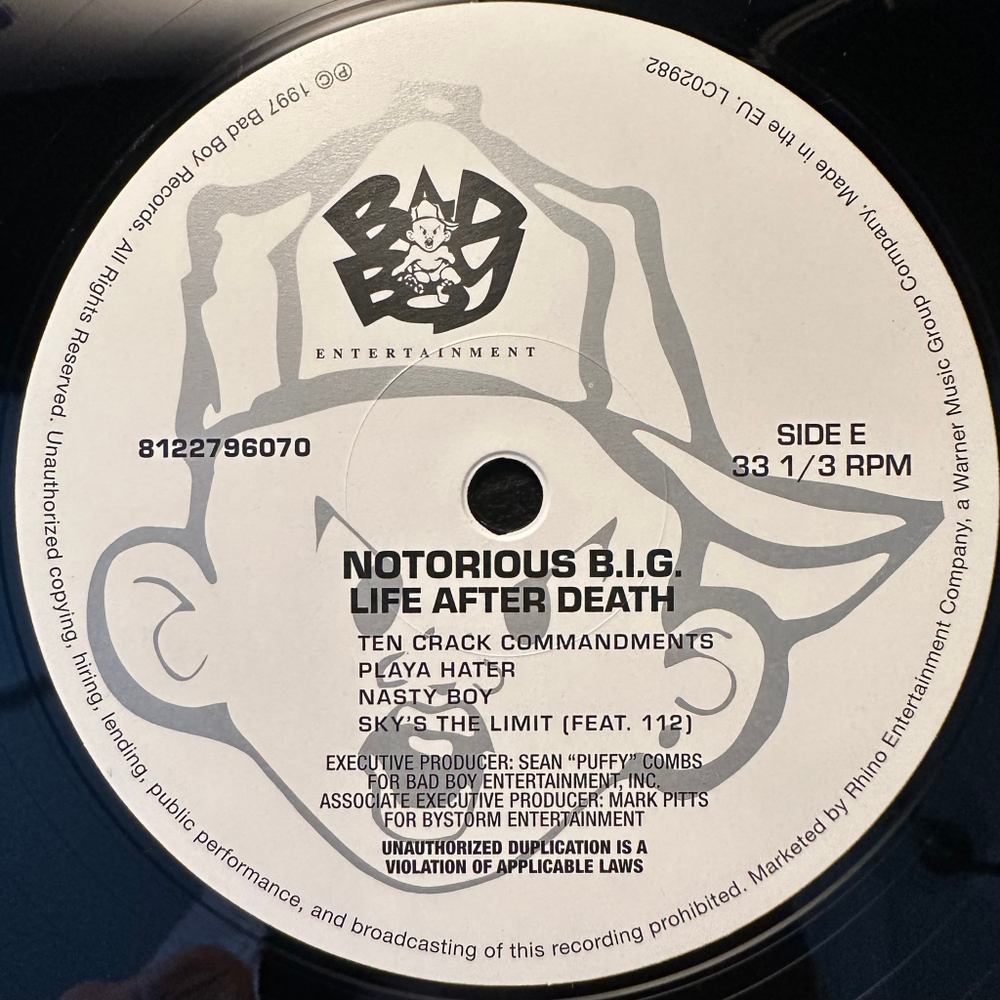 BAD
BOY
ENTERTAINMENT
8122796070
SIDE E
33 1/3 RPM
NOTORIOUS B.I.G.
LIFE AFTER DEATH
TEN CRACK COMMANDMENTS
PLAYA HATER
NASTY BOY
SKY'S THE LIMIT (FEAT. 112)
EXECUTIVE PRODUCER: SEAN "PUFFY" COMBS
FOR BAD BOY ENTERTAINMENT, INC.
ASSOCIATE EXECUTIVE PRODUCER: MARK PITTS
FOR BYSTORM ENTERTAINMENT
UNAUTHORIZED DUPLICATION IS A
VIOLATION OF APPLICABLE LAWS
℗© 1997 Bad Boy Records. All Rights Reserved. Unauthorized copying, hiring, lending, public performance, and broadcasting of this recording prohibited. Marketed by Rhino Entertainment Company, a Warner Music Group Company. Made in the EU. LC02982